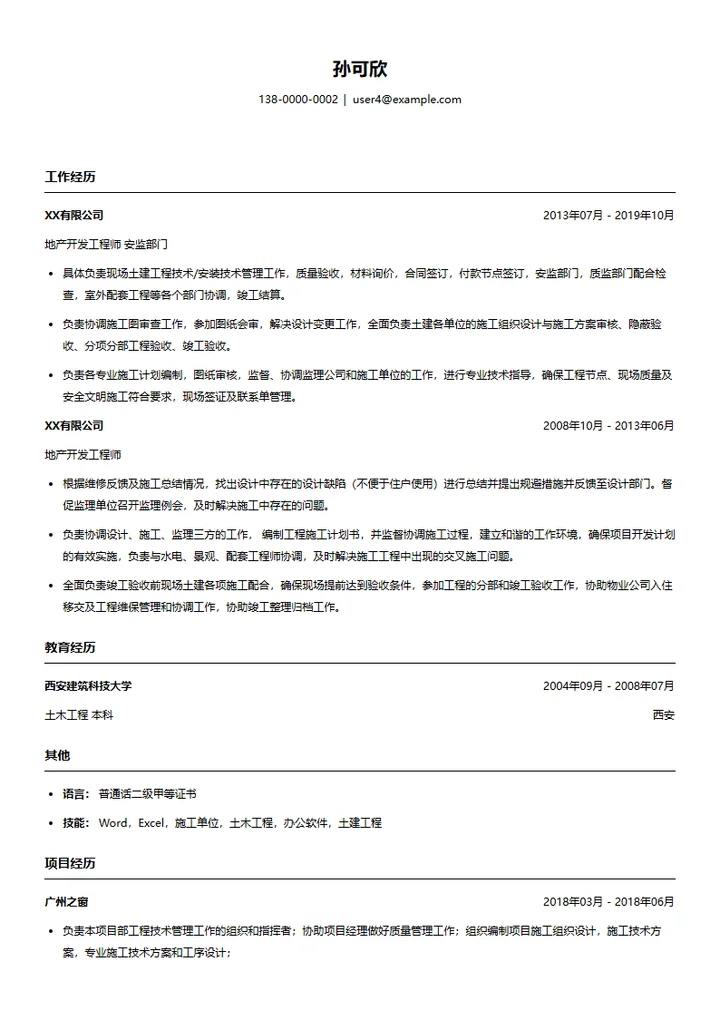 孙可欣
138-0000-0002 | user4@example.com
工作经历
XX有限公司 2013年07月 - 2019年10月
地产开发工程师 安监部门
• 具体负责现场土建工程技术/安装技术管理工作，质量验收，材料询价，合同签订，付款节点签订，安监部门，质监部门配合检
查，室外配套工程等各个部门协调，竣工结算。
• 负责协调施工图审查工作，参加图纸会审，解决设计变更工作，全面负责土建各单位的施工组织设计与施工方案审核、隐蔽验
收、分项分部工程验收、竣工验收。
• 负责各专业施工计划编制，图纸审核，监督、协调监理公司和施工单位的工作，进行专业技术指导，确保工程节点、现场质量及
安全文明施工符合要求，现场签证及联系单管理。
XX有限公司 2008年10月 - 2013年06月
地产开发工程师
• 根据维修反馈及施工总结情况，找出设计中存在的设计缺陷（不便于住户使用）进行总结并提出规避措施并反馈至设计部门。督
促监理单位召开监理例会，及时解决施工中存在的问题。
• 负责协调设计、施工、监理三方的工作， 编制工程施工计划书，并监督协调施工过程，建立和谐的工作环境，确保项目开发计划
的有效实施，负责与水电、景观、配套工程师协调，及时解决施工工程中出现的交叉施工问题。
• 全面负责竣工验收前现场土建各项施工配合，确保现场提前达到验收条件，参加工程的分部和竣工验收工作，协助物业公司入住
移交及工程维保管理和协调工作，协助竣工整理归档工作。
教育经历
西安建筑科技大学 2004年09月 - 2008年07月
土木工程 本科 西安
其他
• 语言： 普通话二级甲等证书
• 技能： Word，Excel，施工单位，土木工程，办公软件，土建工程
项目经历
广州之窗 2018年03月 - 2018年06月
• 负责本项目部工程技术管理工作的组织和指挥者；协助项目经理做好质量管理工作；组织编制项目施工组织设计，施工技术方
案，专业施工技术方案和工序设计；